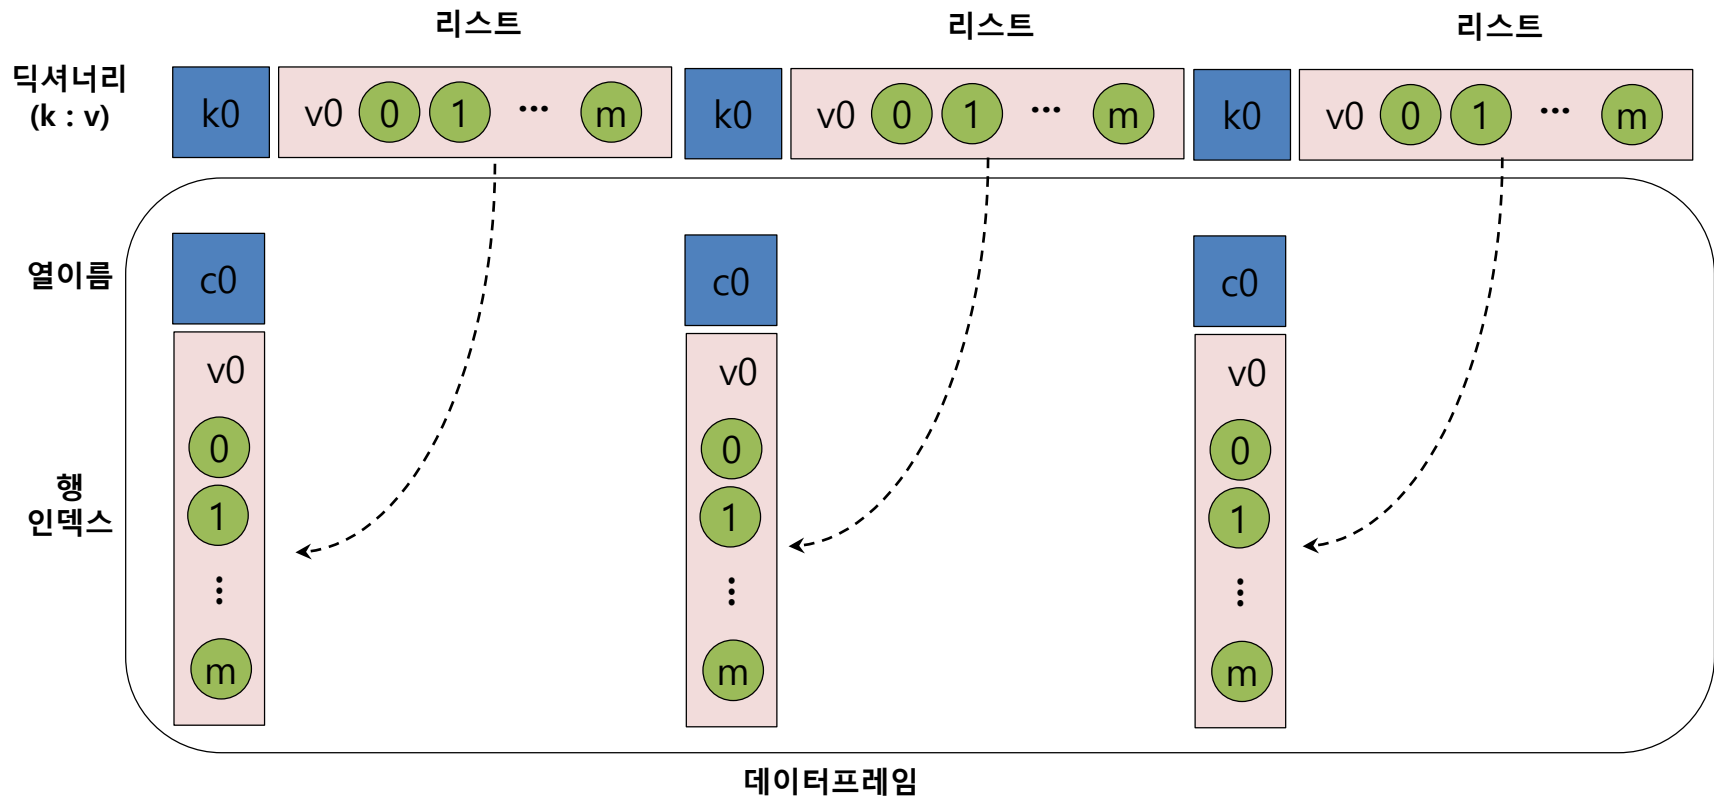 리스트 리스트 리스트
딕셔너리
(k : v)
k0 v0 0 1 ... m k0 v0 0 1 ... m k0 v0 0 1 ... m
열이름 c0 c0 c0
v0 v0 v0
0 0 0
행
인덱스
1 1 1
... ... ...
m m m
데이터프레임